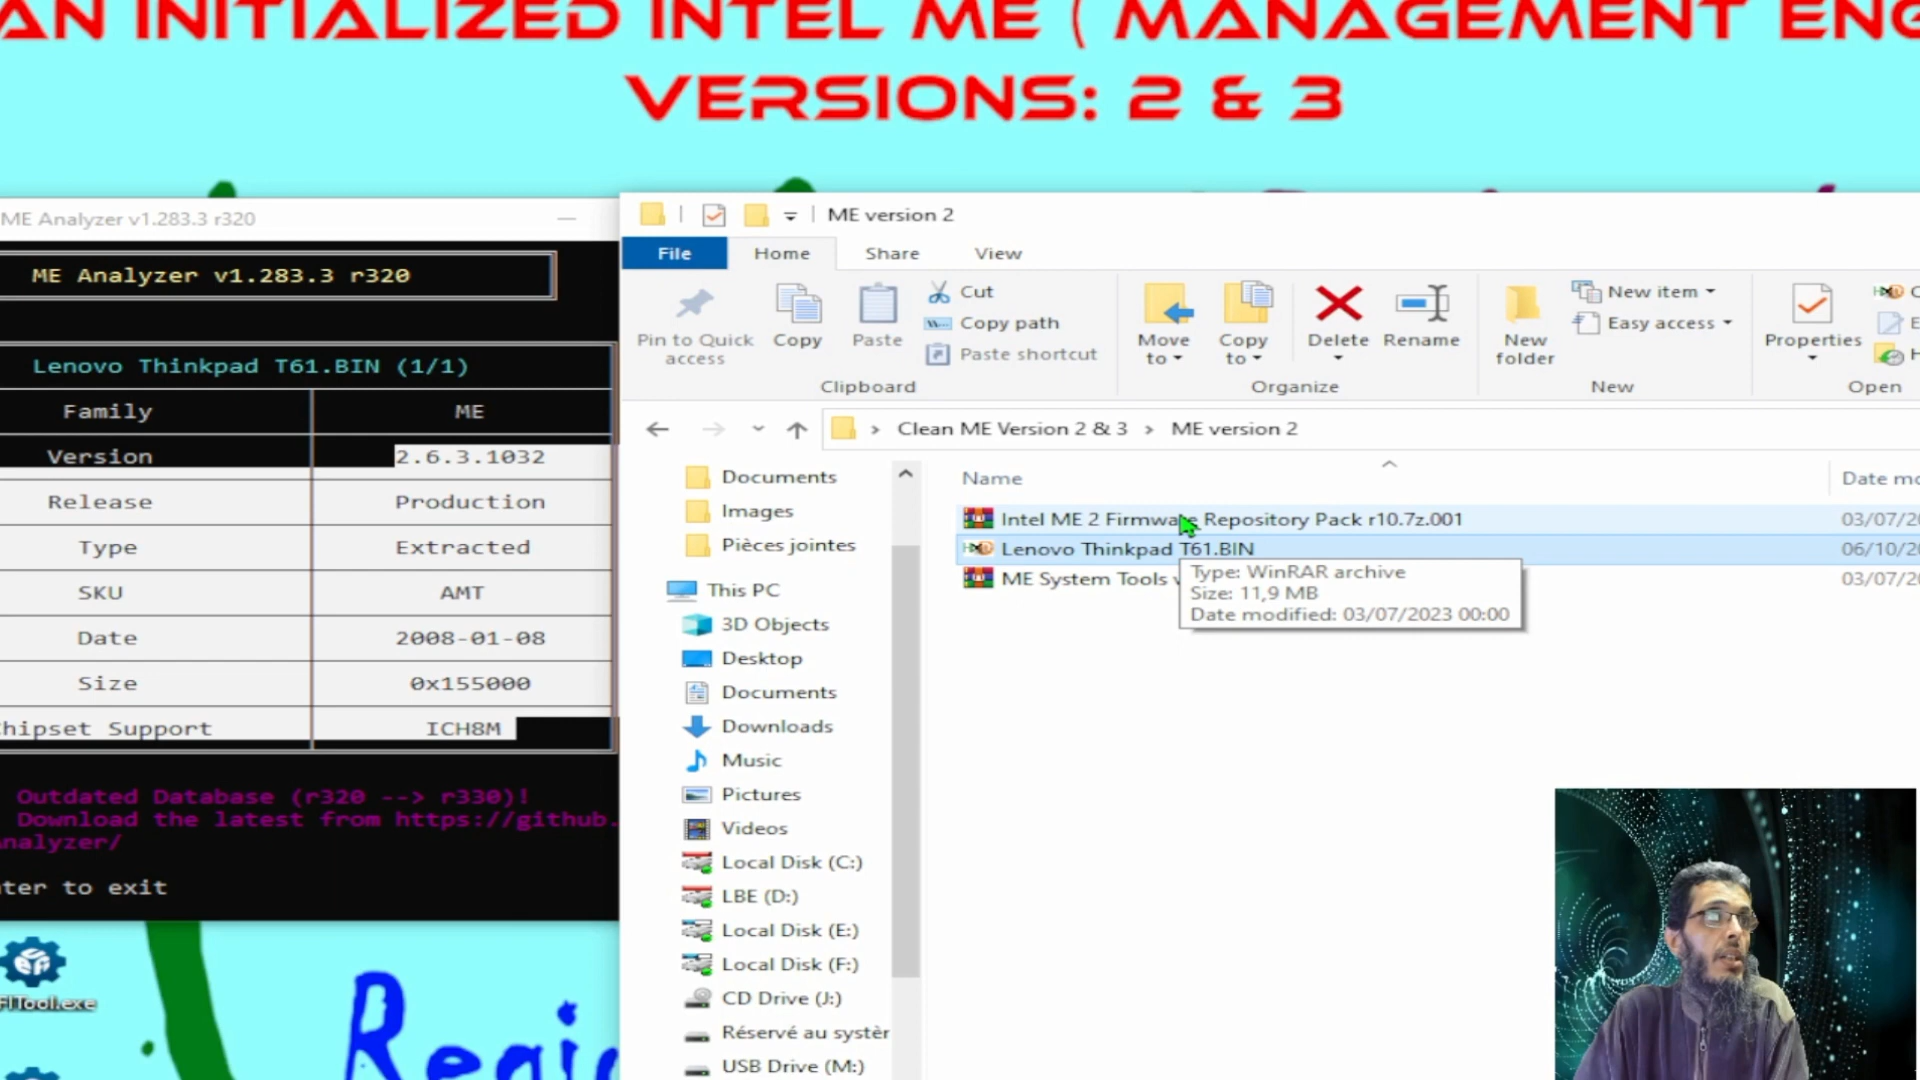 AN INITIALIZED INTEL ME ( MANAGEMENT ENG
VERSIONS: 2 & 3
ME Analyzer v1.283.3 r320
ME Analyzer v1.283.3 r320
Lenovo Thinkpad T61.BIN (1/1)
Family ME
Version 2.6.3.1032
Release Production
Type Extracted
SKU AMT
Date 2008-01-08
Size 0x155000
hipset Support ICH8M
Outdated Database (r320 --> r330)!
Download the latest from https://github.
nalyzer/
ter to exit
FITool.exe
ME version 2
File Home Share View
Pin to Quick access
Copy
Paste
Cut
Copy path
Paste shortcut
Clipboard
Move to
Copy to
Delete
Rename
Organize
New folder
New item
Easy access
New
Properties
Open
Clean ME Version 2 & 3 › ME version 2
Name
Date mo
Intel ME 2 Firmware Repository Pack r10.7z.001 03/07/20
Lenovo Thinkpad T61.BIN 06/10/20
ME System Tools v 03/07/20
Type: WinRAR archive
Size: 11,9 MB
Date modified: 03/07/2023 00:00
Documents
Images
Pièces jointes
This PC
3D Objects
Desktop
Documents
Downloads
Music
Pictures
Videos
Local Disk (C:)
LBE (D:)
Local Disk (E:)
Local Disk (F:)
CD Drive (J:)
Réservé au systèr
USB Drive (M:)